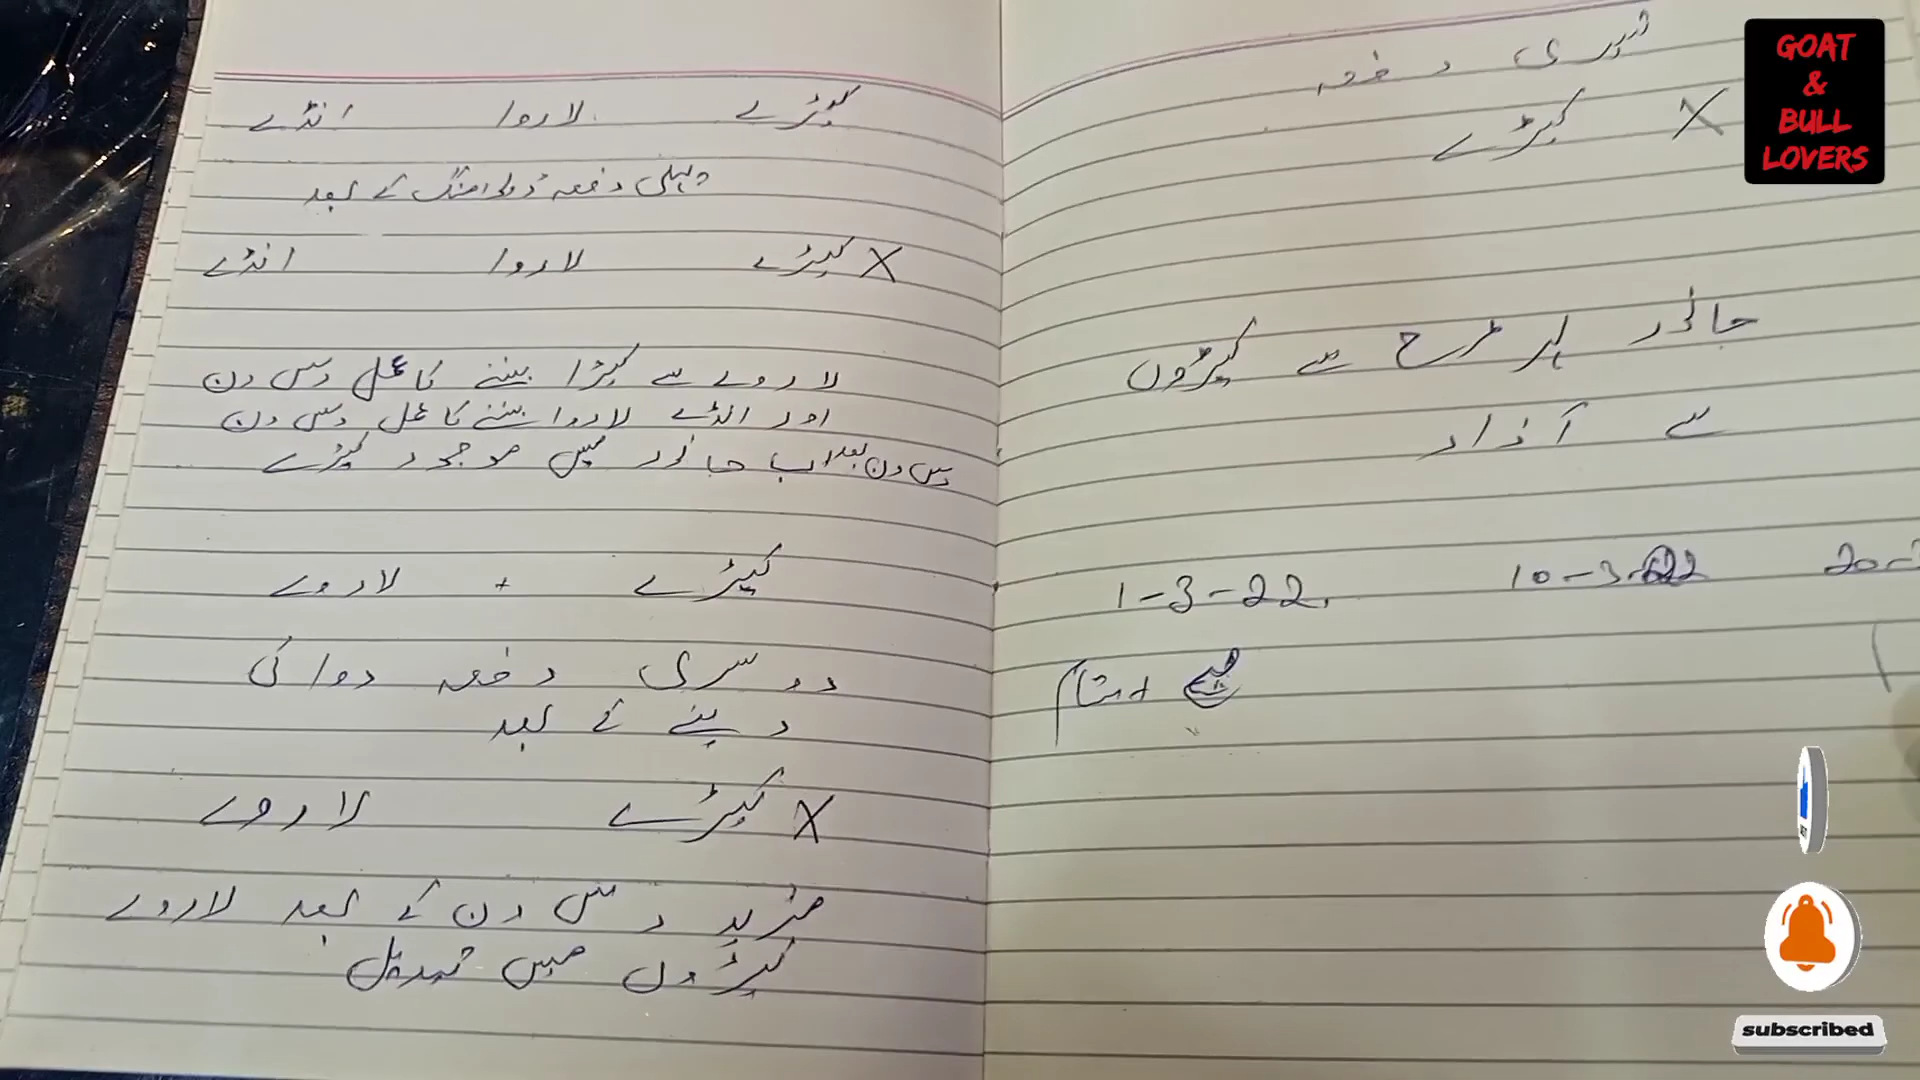 کیڑے لاروا انڈے
پہلی دفعہ ڈیوامنگ کے بعد
X کیڑے لاروا انڈے
لاروے سے کیڑا بننے کا عمل دس دن
اور انڈے لاروا بننے کا عمل دس دن
دس دن بعد اب جانور میں موجود کیڑے
کیڑے + لاروے
دوسری دفعہ دوائی
دینے کے بعد
X کیڑے لاروے
مزید دس دن کے بعد لاروے
کیڑوں میں تبدیل
تیسری دفعہ
X کیڑے
جانور ہر طرح سے کیڑوں
سے آزاد
1-3-22. 10-3-22 20-
صبح + شام
GOAT
&
BULL
LOVERS
subscribed